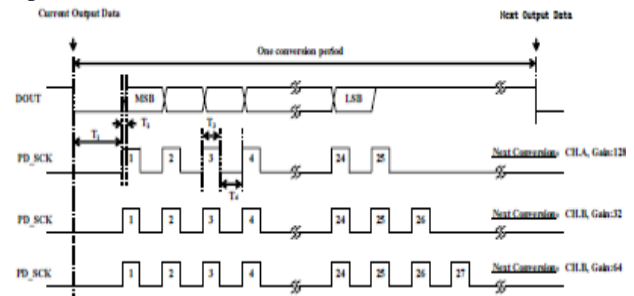 Current Output Data
Next Output Data
One conversion period
DOUT
MSB
LSB
T1
T2
T3
T4
PD_SCK
1 2 3 4 24 25
Next Conversion: CH.A, Gain:128
PD_SCK
1 2 3 4 24 25 26
Next Conversion: CH.B, Gain:32
PD_SCK
1 2 3 4 24 25 26 27
Next Conversion: CH.B, Gain:64